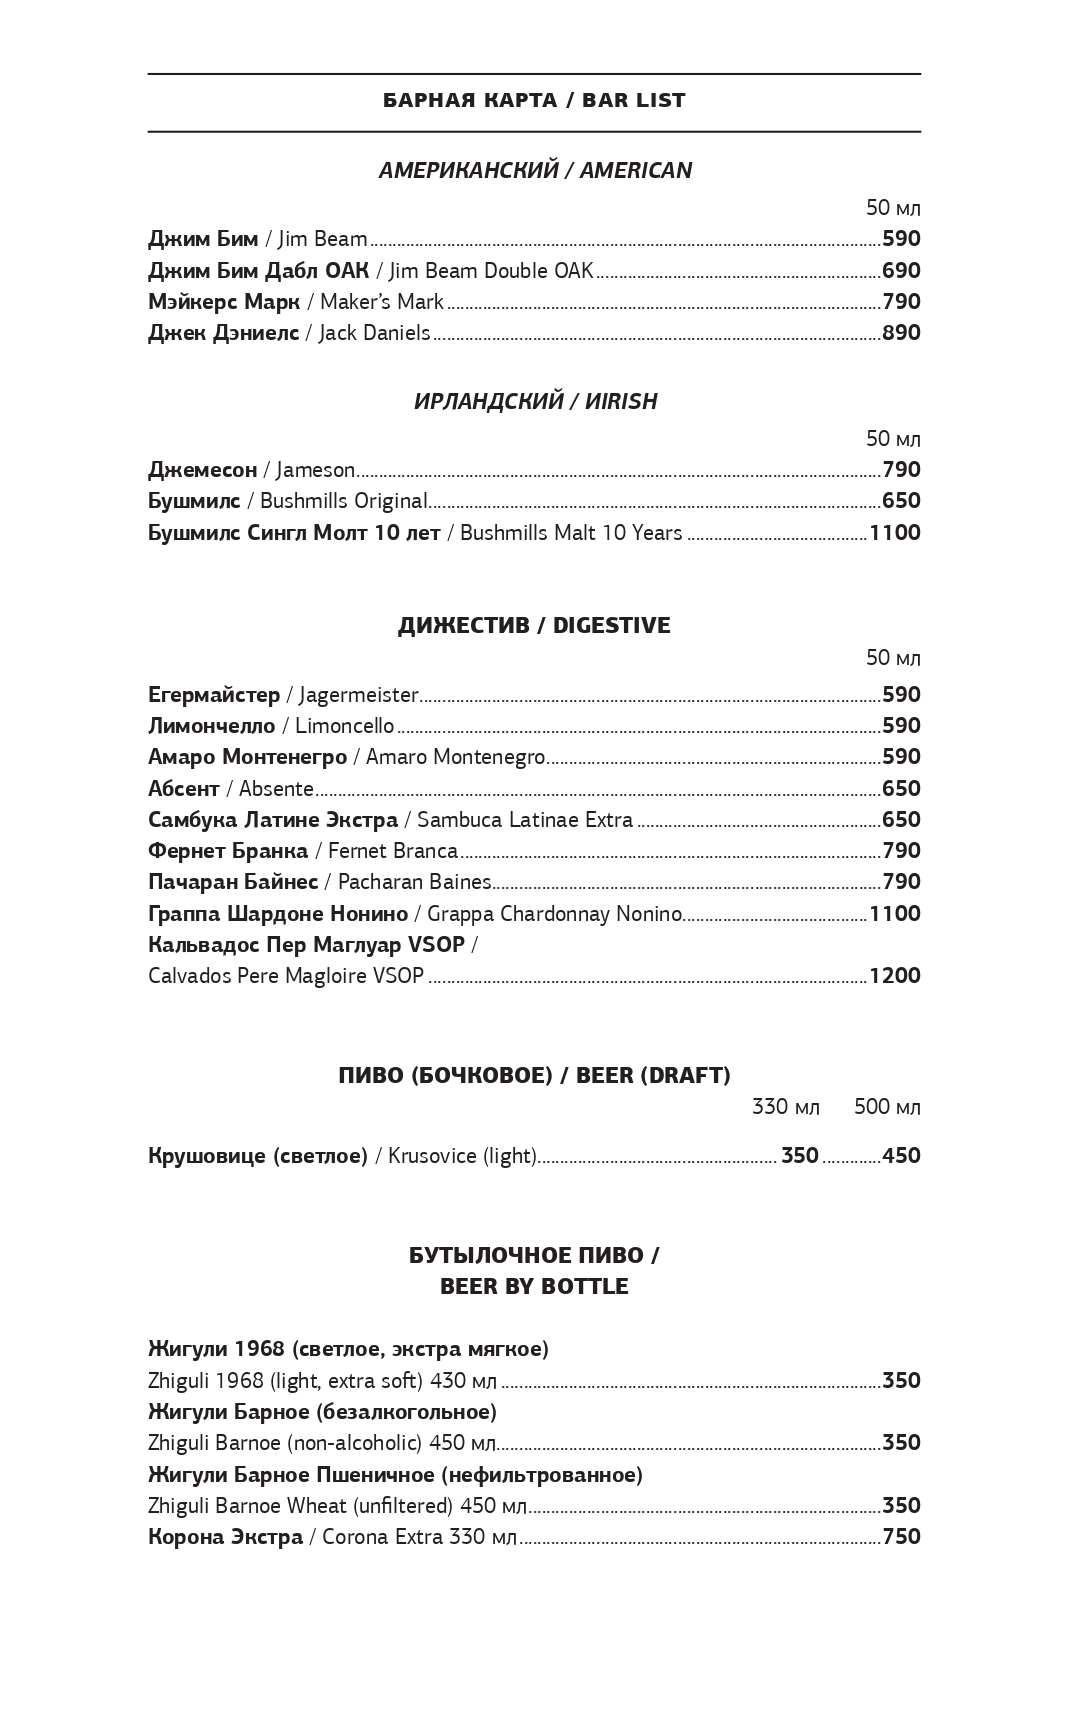 БАРНАЯ КАРТА / BAR LIST
АМЕРИКАНСКИЙ / AMERICAN
50 мл
Джим Бим / Jim Beam 590
Джим Бим Дабл ОАК / Jim Beam Double OAK 690
Мэйкерс Марк / Maker’s Mark 790
Джек Дэниелс / Jack Daniels 890
ИРЛАНДСКИЙ / ИIRISH
50 мл
Джемесон / Jameson 790
Бушмилс / Bushmills Original 650
Бушмилс Сингл Молт 10 лет / Bushmills Malt 10 Years 1100
ДИЖЕСТИВ / DIGESTIVE
50 мл
Егермайстер / Jagermeister 590
Лимончелло / Limoncello 590
Амаро Монтенегро / Amaro Montenegro 590
Абсент / Absente 650
Самбука Латине Экстра / Sambuca Latinae Extra 650
Фернет Бранка / Fernet Branca 790
Пачаран Байнес / Pacharan Baines 790
Граппа Шардоне Нонино / Grappa Chardonnay Nonino 1100
Кальвадос Пер Маглуар VSOP /
Calvados Pere Magloire VSOP 1200
ПИВО (БОЧКОВОЕ) / BEER (DRAFT)
330 мл 500 мл
Крушовице (светлое) / Krusovice (light) 350 450
БУТЫЛОЧНОЕ ПИВО /
BEER BY BOTTLE
Жигули 1968 (светлое, экстра мягкое)
Zhiguli 1968 (light, extra soft) 430 мл 350
Жигули Барное (безалкогольное)
Zhiguli Barnoe (non-alcoholic) 450 мл 350
Жигули Барное Пшеничное (нефильтрованное)
Zhiguli Barnoe Wheat (unfiltered) 450 мл 350
Корона Экстра / Corona Extra 330 мл 750